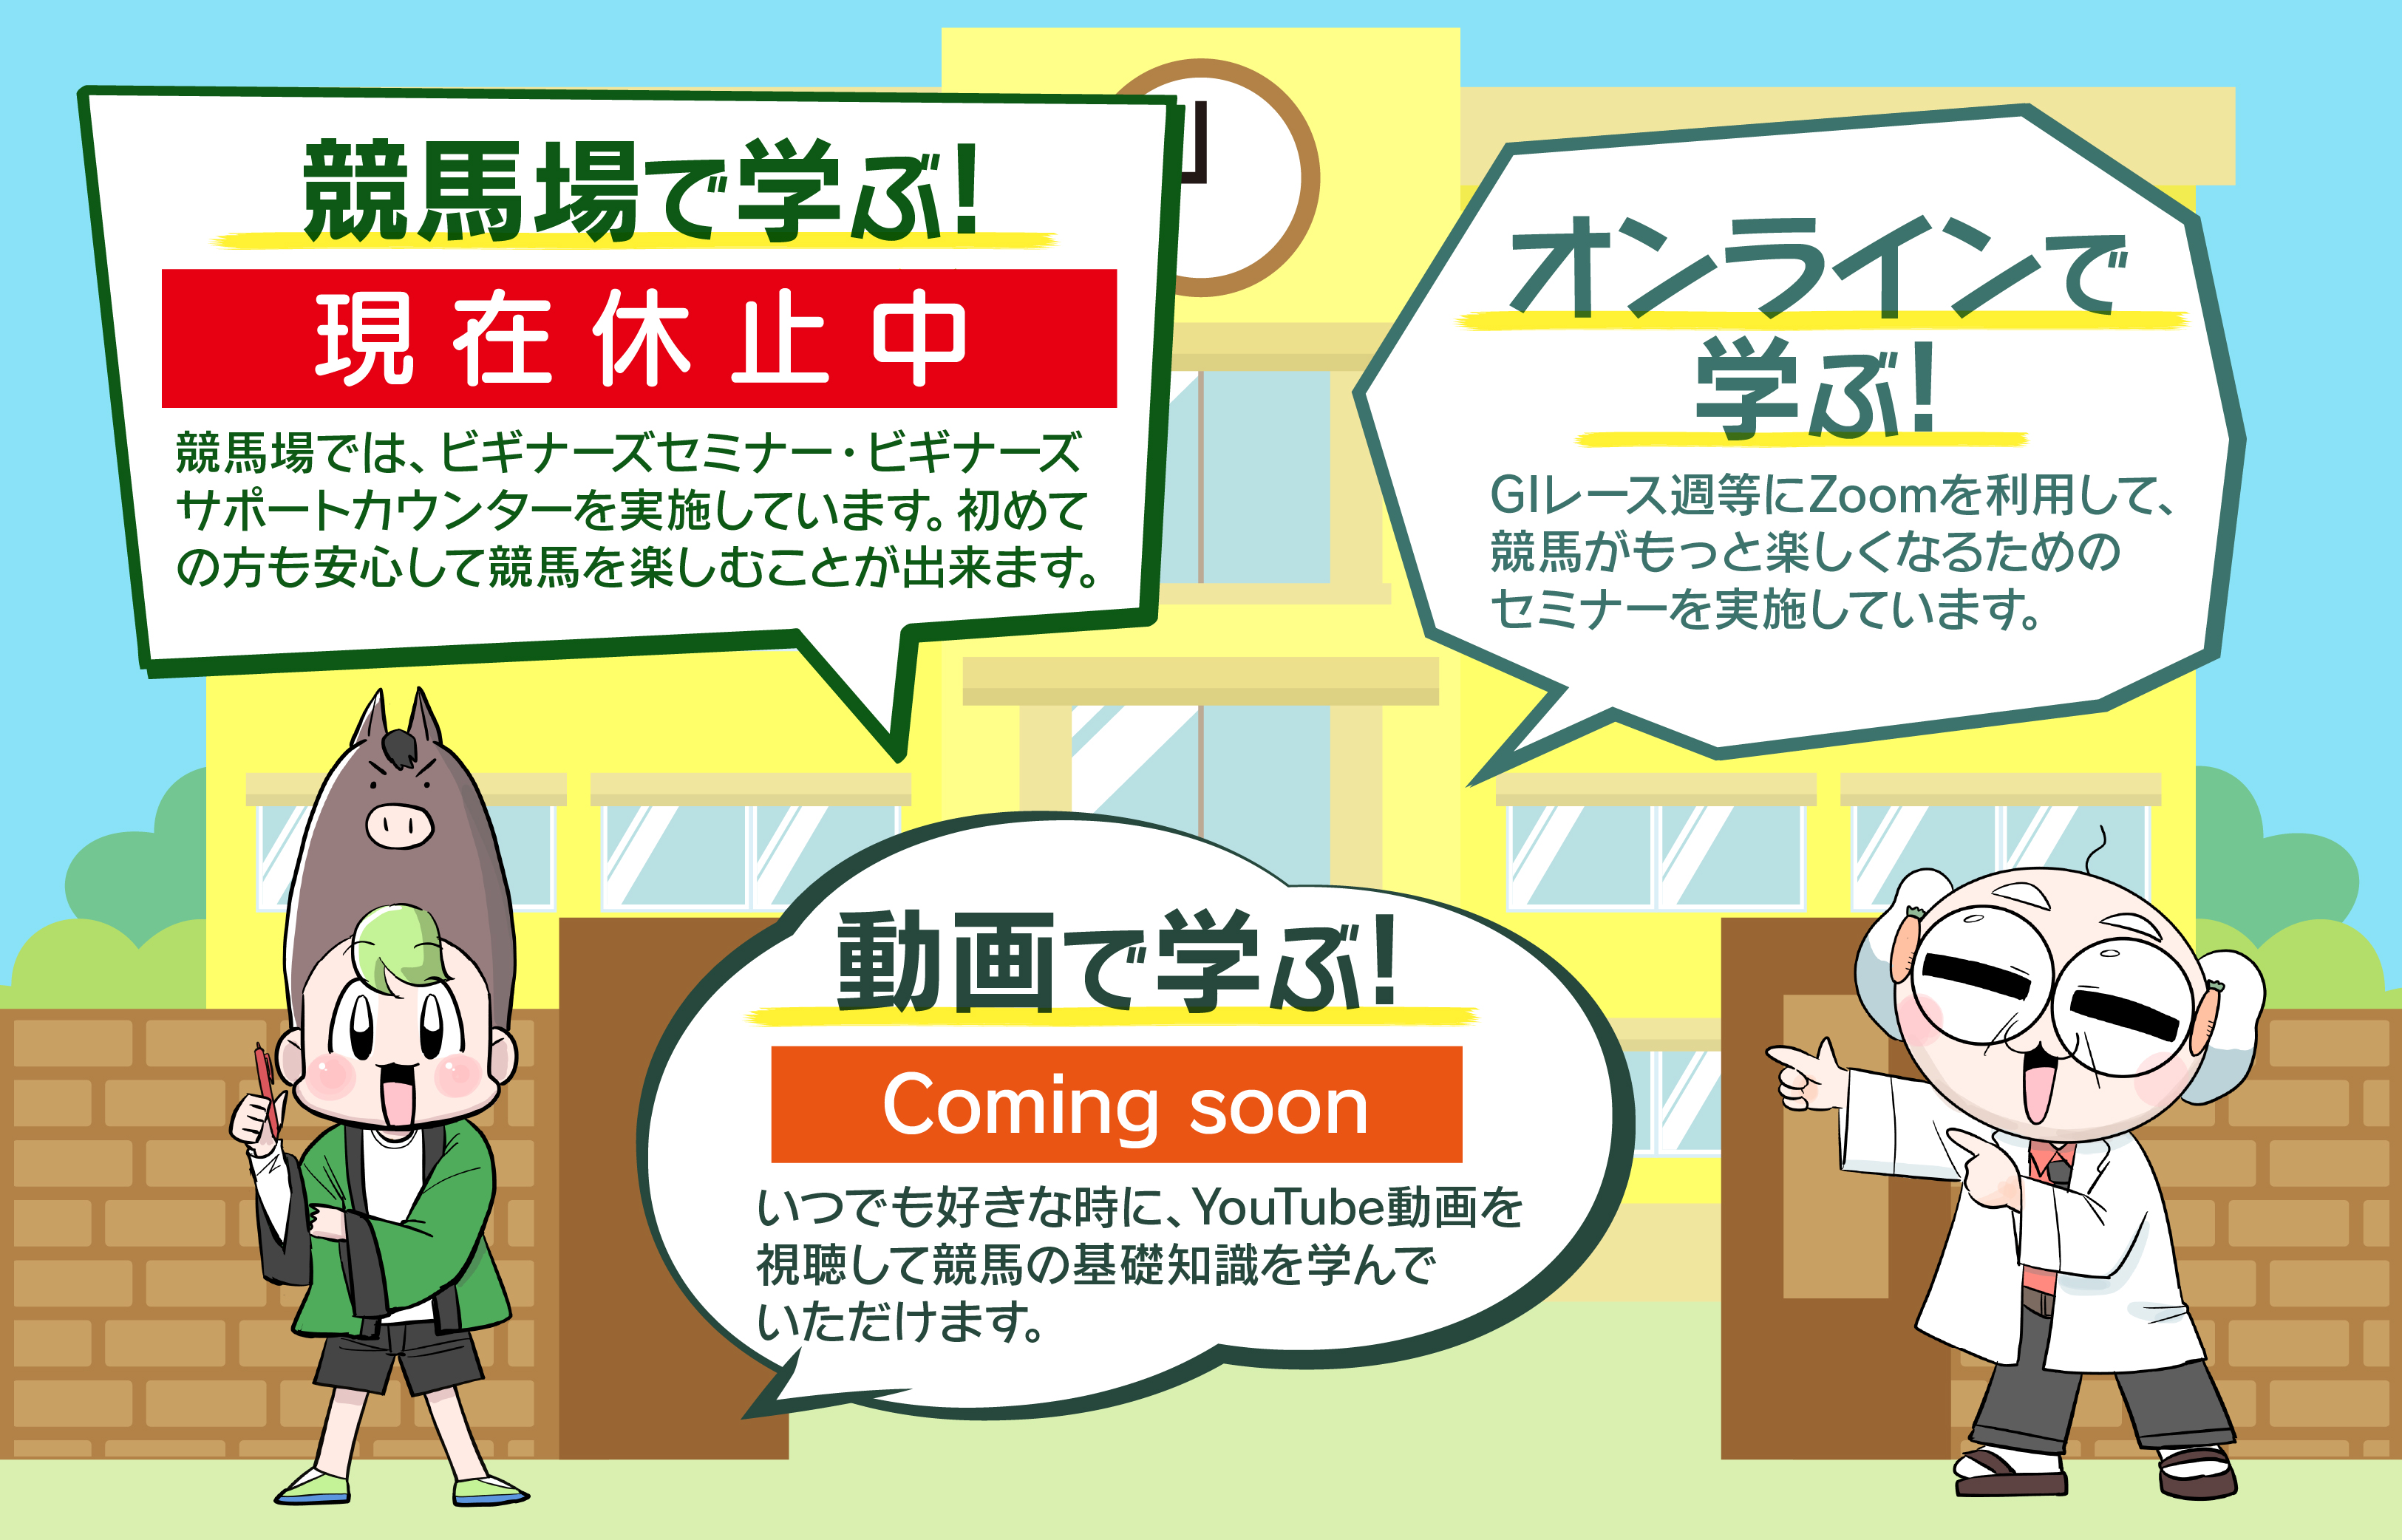 競馬場で学ぶ!
現在休止中
競馬場では、ビギナーズセミナー・ビギナーズ
サポートカウンターを実施しています。初めて
の方も安心して競馬を楽しむことが出来ます。
オンラインで
学ぶ!
GIレース週等にZoomを利用して、
競馬がもっと楽しくなるための
セミナーを実施しています。
動画で学ぶ!
Coming soon
いつでも好きな時に、YouTube動画を
視聴して競馬の基礎知識を学んで
いただけます。